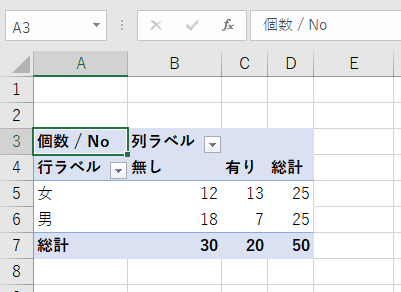 A3 fx 個数 / No
A B C D E
1
2
3 個数 / No 列ラベル
4 行ラベル 無し 有り 総計
5 女 12 13 25
6 男 18 7 25
7 総計 30 20 50
8